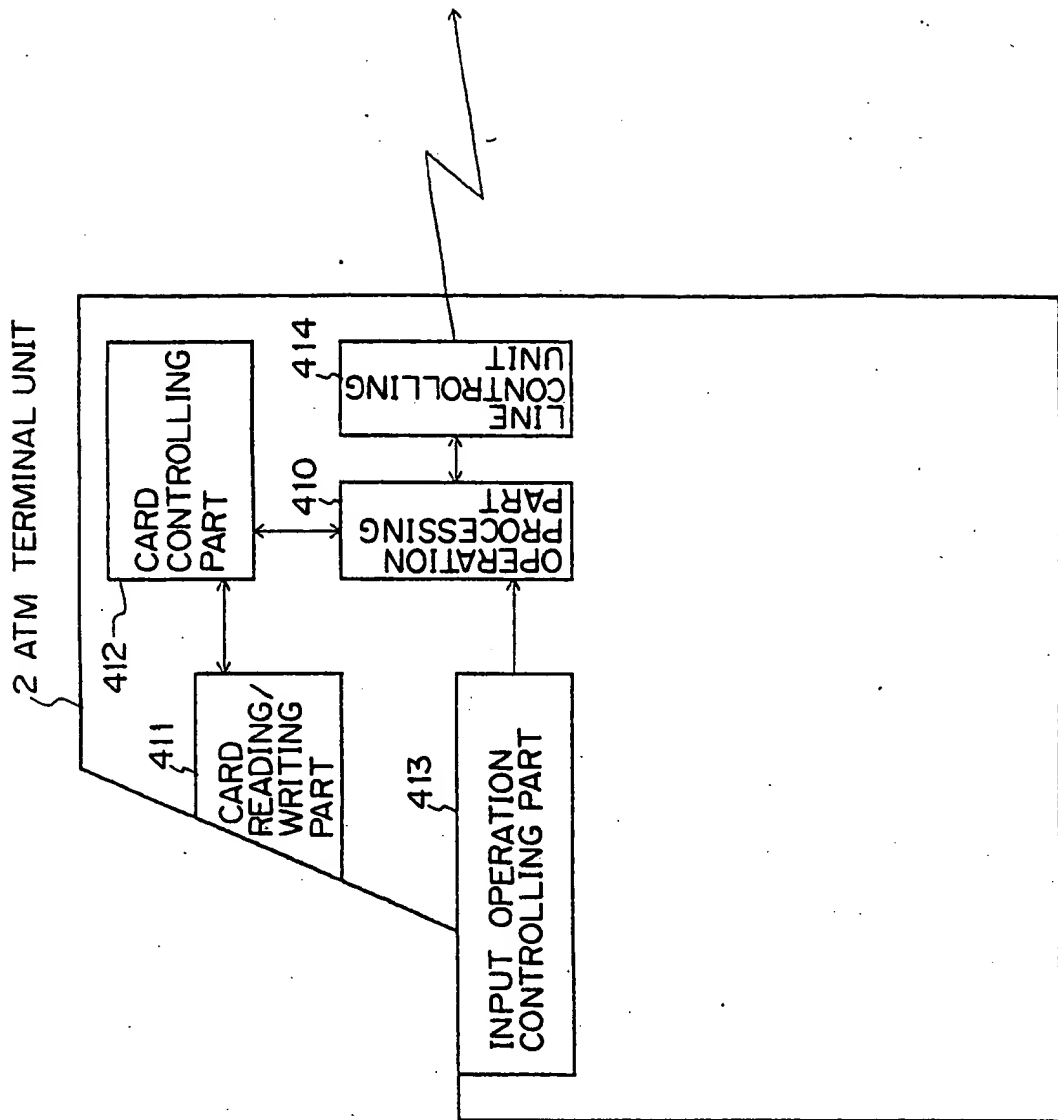 2 ATM TERMINAL UNIT
412
CARD
CONTROLLING
PART
411
CARD
READING/
WRITING
PART
410
OPERATION
PROCESSING
PART
414
LINE
CONTROLLING
UNIT
413
INPUT OPERATION
CONTROLLING PART